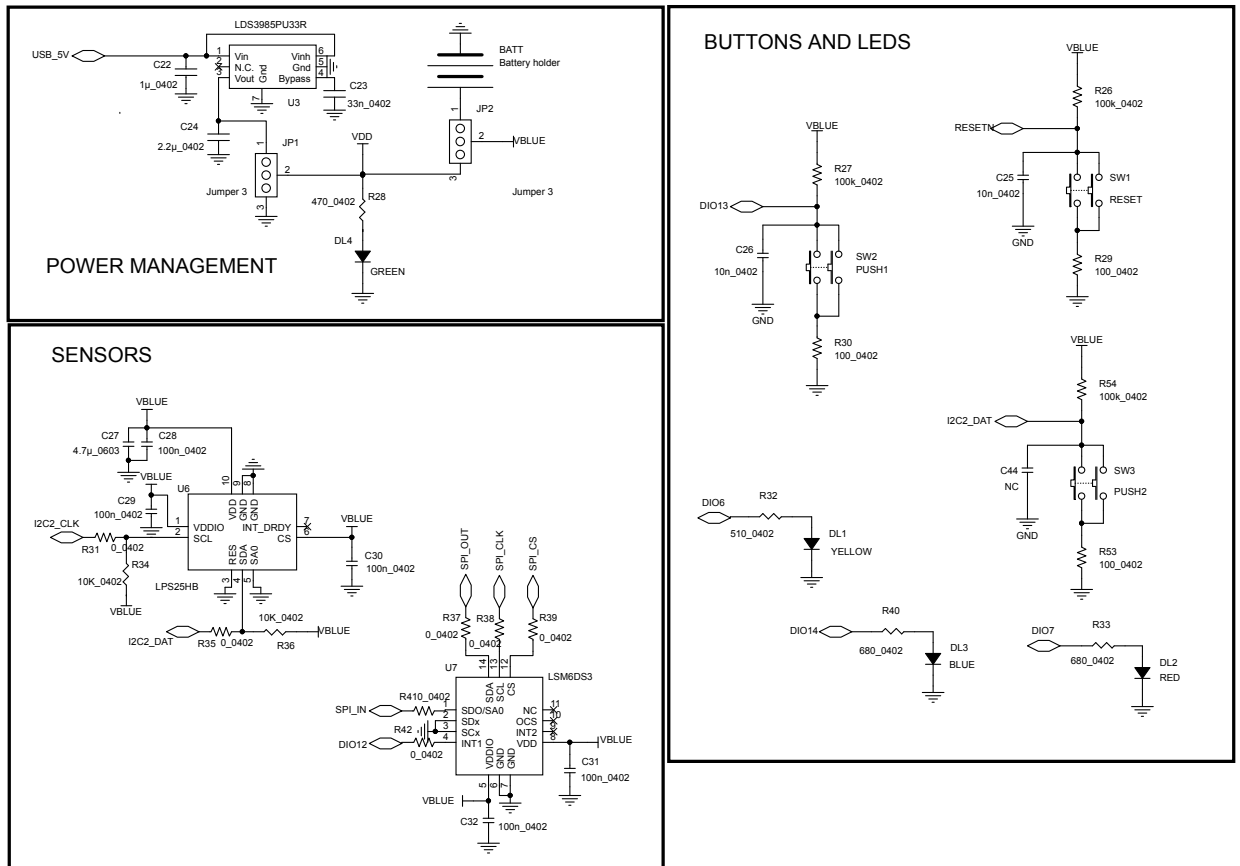 LDS3985PU33R
USB_5V
C22
1µ_0402
1
2
3
Vin
N.C.
Vout
Gnd
7
Vinh
Gnd
Bypass
6
5
4
U3
C23
33n_0402
C24
2.2µ_0402
JP1
1
2
3
Jumper 3
VDD
R28
470_0402
DL4
GREEN
BATT
Battery holder
1
JP2
2
VBLUE
3
Jumper 3
POWER MANAGEMENT
SENSORS
VBLUE
C27
4.7µ_0603
C28
100n_0402
VBLUE
C29
100n_0402
U6
10
9
8
VDD
GND
GND
1
2
VDDIO
SCL
INT_DRDY
CS
7
6
RES
SDA
SA0
3
4
5
LPS25HB
I2C2_CLK
R31
0_0402
R34
10K_0402
VBLUE
VBLUE
C30
100n_0402
I2C2_DAT
R35
0_0402
10K_0402
R36
VBLUE
SPI_OUT
SPI_CLK
SPI_CS
R37
0_0402
R38
0_0402
R39
0_0402
U7
14
13
12
LSM6DS3
SDA
SCL
CS
SPI_IN
R41
0_0402
1
2
3
4
SDO/SA0
SDx
SCx
INT1
NC
OCS
INT2
VDD
11
10
9
8
R42
DIO12
0_0402
VDDIO
GND
GND
5
6
7
VBLUE
C31
100n_0402
VBLUE
C32
100n_0402
BUTTONS AND LEDS
VBLUE
R26
100k_0402
RESETN
C25
10n_0402
SW1
RESET
GND
R29
100_0402
VBLUE
R27
100k_0402
DIO13
C26
10n_0402
SW2
PUSH1
GND
R30
100_0402
VBLUE
R54
100k_0402
I2C2_DAT
C44
NC
SW3
PUSH2
GND
R53
100_0402
DIO6
R32
510_0402
DL1
YELLOW
DIO14
R40
680_0402
DL3
BLUE
DIO7
R33
680_0402
DL2
RED